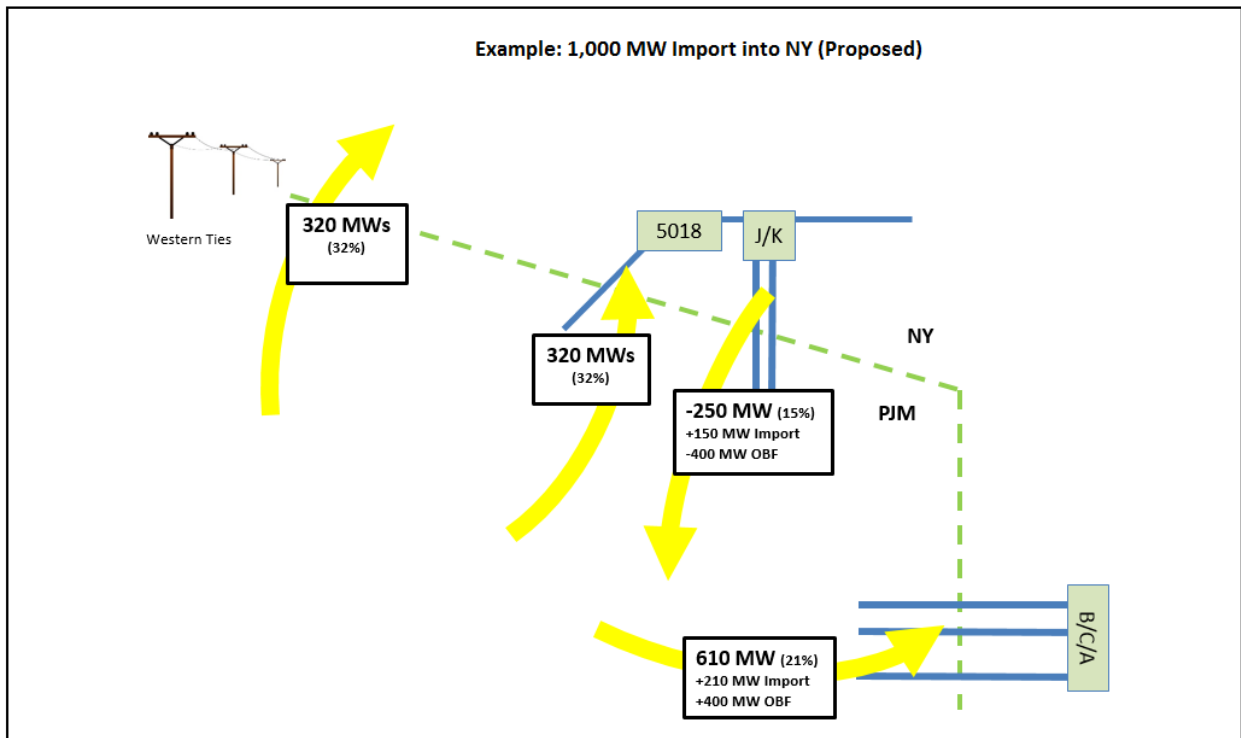 Example: 1,000 MW Import into NY (Proposed)
Western Ties
320 MWs
(32%)
5018
J/K
320 MWs
(32%)
NY
PJM
-250 MW (15%)
+150 MW Import
-400 MW OBF
610 MW (21%)
+210 MW Import
+400 MW OBF
B/C/A